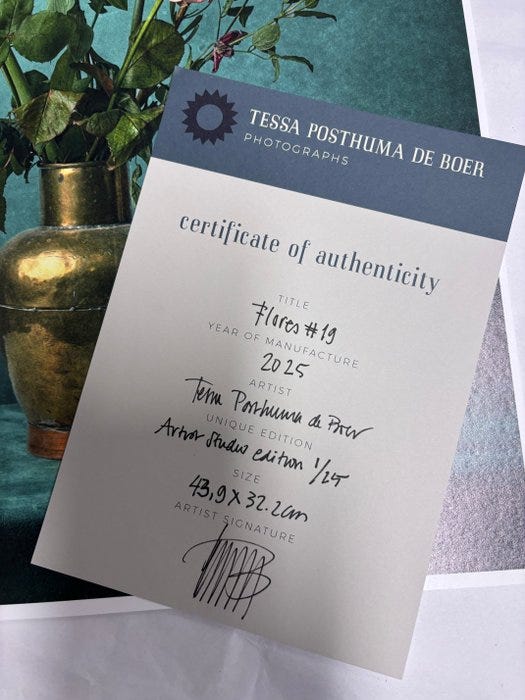 TESSA POSTHUMA DE BOER
PHOTOGRAPHS
certificate of authenticity
TITLE
Flores #19
YEAR OF MANUFACTURE
2025
ARTIST
Tessa Posthuma de Boer
UNIQUE EDITION
Artist Studio edition 1/25
SIZE
43,9 X 32.2cm
ARTIST SIGNATURE